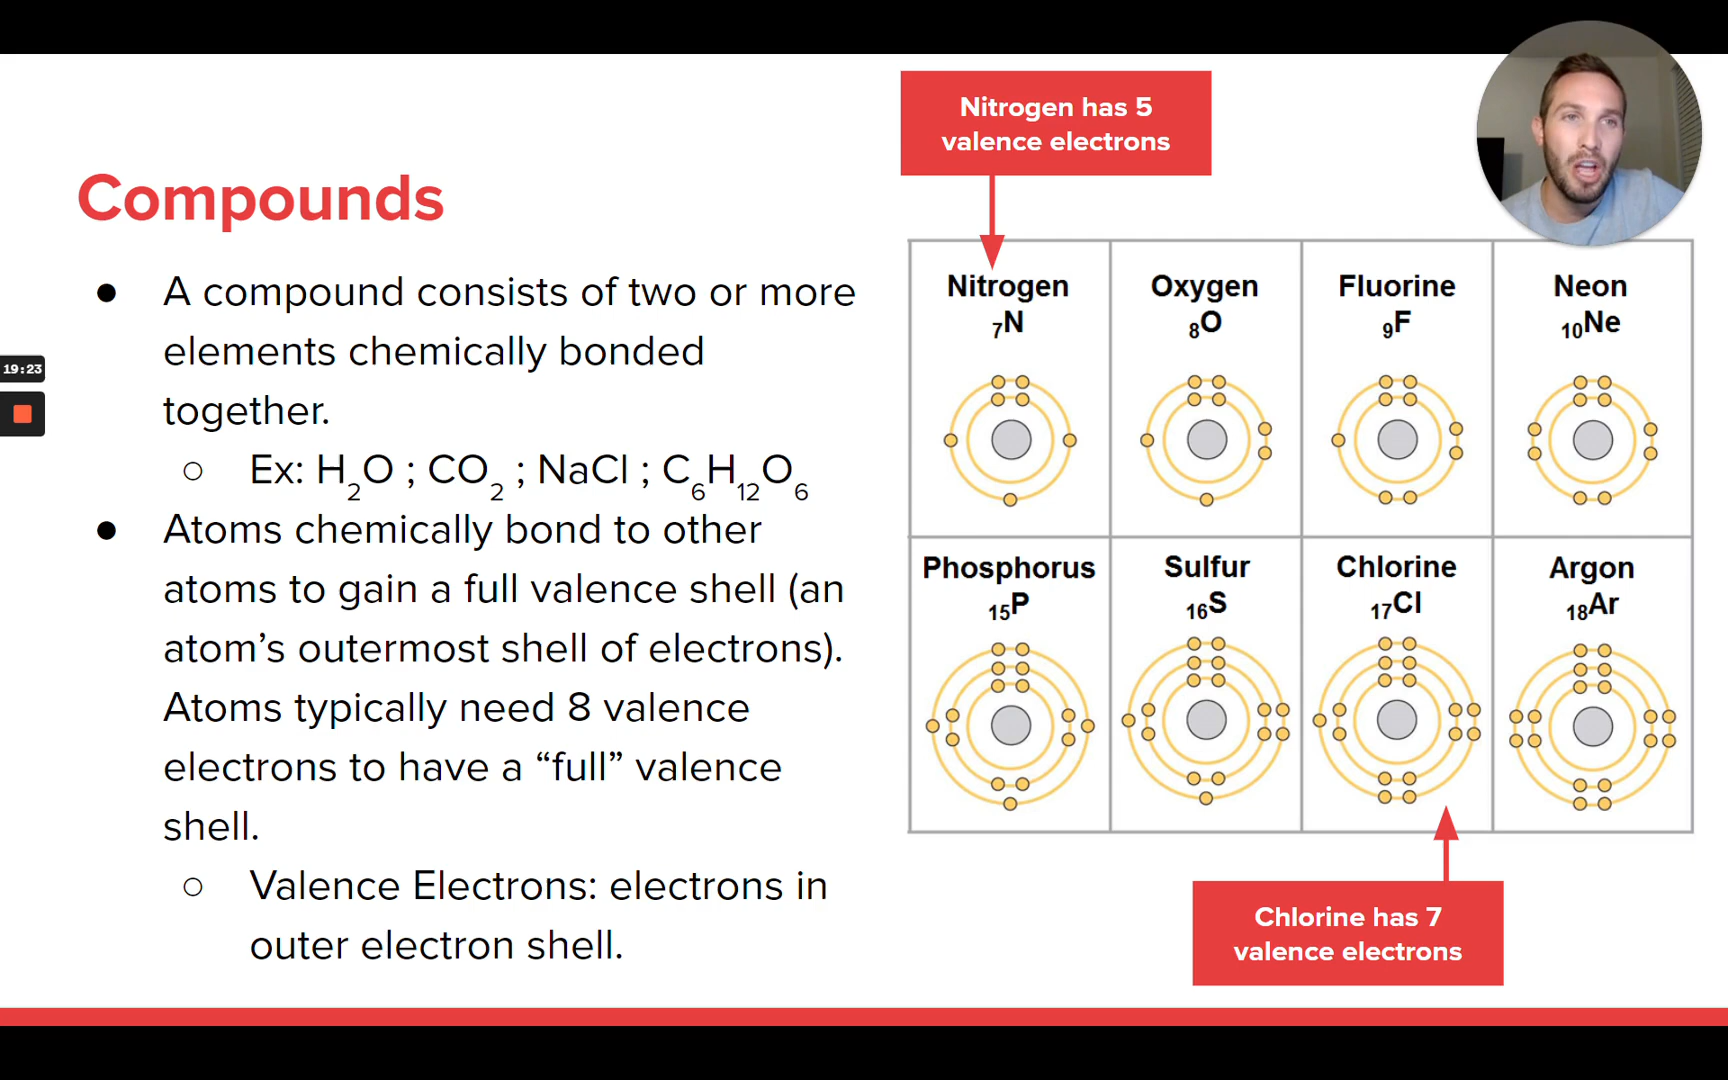 Nitrogen has 5
valence electrons
Compounds
● A compound consists of two or more
elements chemically bonded
together.
○ Ex: H₂O ; CO₂ ; NaCl ; C₆H₁₂O₆
● Atoms chemically bond to other
atoms to gain a full valence shell (an
atom’s outermost shell of electrons).
Atoms typically need 8 valence
electrons to have a “full” valence
shell.
○ Valence Electrons: electrons in
outer electron shell.
19:23
Nitrogen
₇N
Oxygen
₈O
Fluorine
₉F
Neon
₁₀Ne
Phosphorus
₁₅P
Sulfur
₁₆S
Chlorine
₁₇Cl
Argon
₁₈Ar
Chlorine has 7
valence electrons